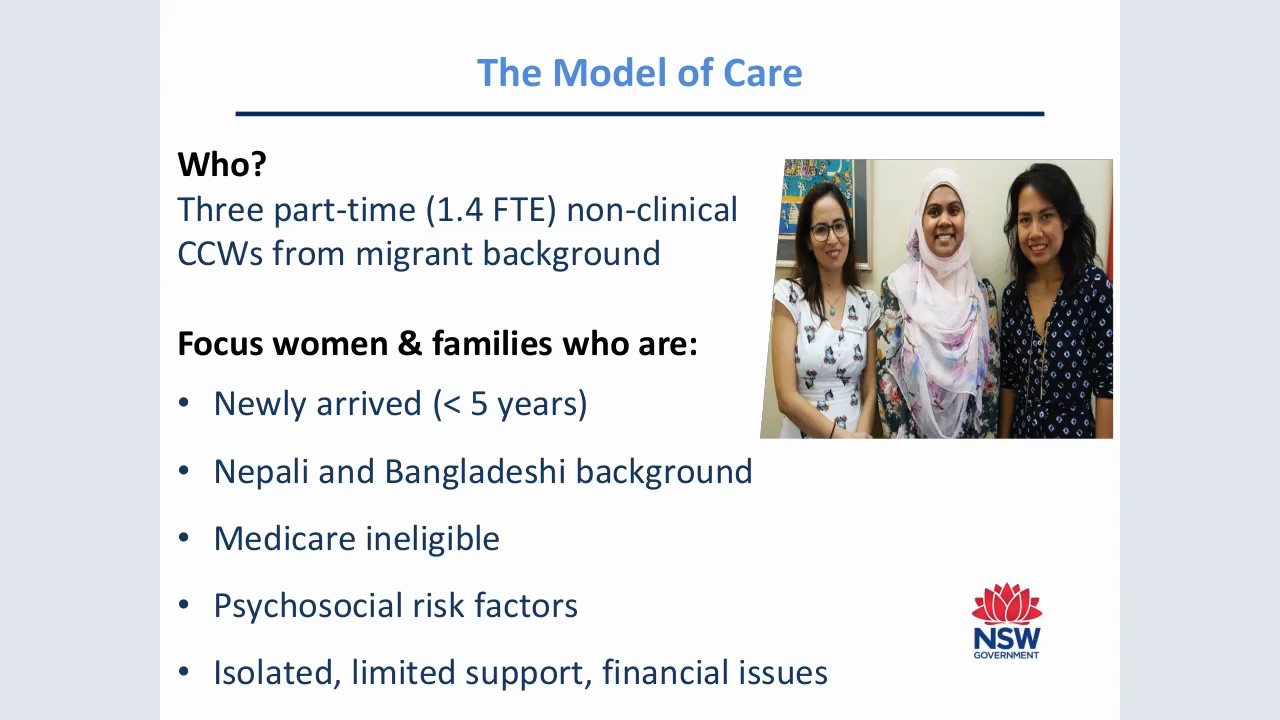 The Model of Care
Who?
Three part-time (1.4 FTE) non-clinical
CCWs from migrant background
Focus women & families who are:
• Newly arrived (< 5 years)
• Nepali and Bangladeshi background
• Medicare ineligible
• Psychosocial risk factors
• Isolated, limited support, financial issues
NSW
GOVERNMENT